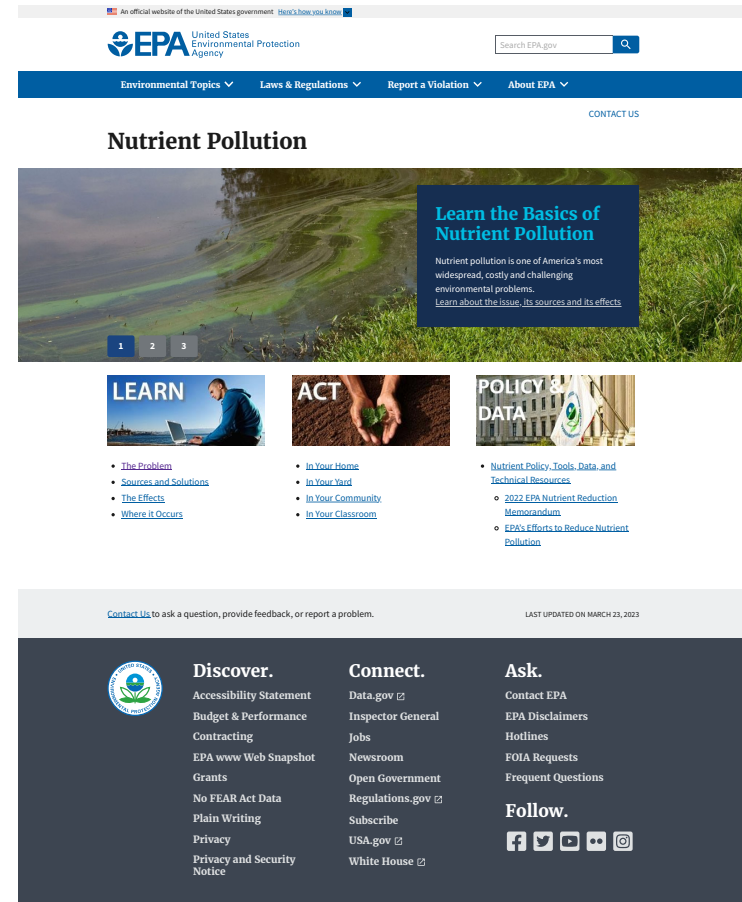 An official website of the United States government Here's how you know
United States
Environmental Protection
Agency
EPA
Search EPA.gov
Environmental Topics
Laws & Regulations
Report a Violation
About EPA
CONTACT US
Nutrient Pollution
Learn the Basics of
Nutrient Pollution
Nutrient pollution is one of America's most
widespread, costly and challenging
environmental problems.
Learn about the issue, its sources and its effects
1 2 3
LEARN
The Problem
Sources and Solutions
The Effects
Where it Occurs
ACT
In Your Home
In Your Yard
In Your Community
In Your Classroom
POLICY &
DATA
Nutrient Policy, Tools, Data, and
Technical Resources
2022 EPA Nutrient Reduction
Memorandum
EPA's Efforts to Reduce Nutrient
Pollution
Contact Us to ask a question, provide feedback, or report a problem.
LAST UPDATED ON MARCH 23, 2023
UNITED STATES
ENVIRONMENTAL PROTECTION AGENCY
Discover.
Accessibility Statement
Budget & Performance
Contracting
EPA www Web Snapshot
Grants
No FEAR Act Data
Plain Writing
Privacy
Privacy and Security
Notice
Connect.
Data.gov
Inspector General
Jobs
Newsroom
Open Government
Regulations.gov
Subscribe
USA.gov
White House
Ask.
Contact EPA
EPA Disclaimers
Hotlines
FOIA Requests
Frequent Questions
Follow.